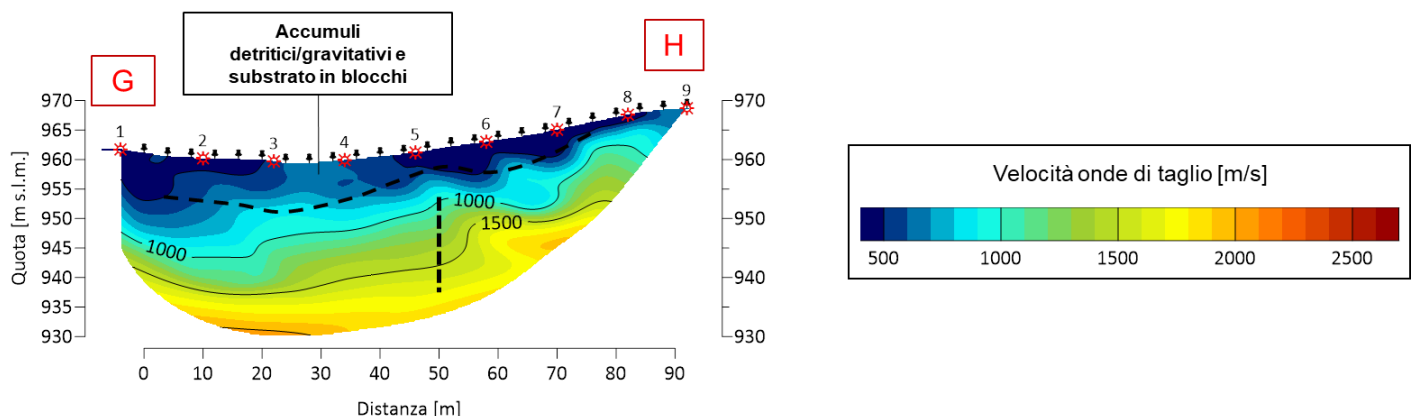 Accumuli
detritici/gravitativi e
substrato in blocchi
G
H
1 2 3 4 5 6 7 8 9
970
965
960
955
950
945
940
935
930
Quota [m s.l.m.]
1000
1000
1500
970
960
950
940
930
0 10 20 30 40 50 60 70 80 90
Distanza [m]
Velocità onde di taglio [m/s]
500 1000 1500 2000 2500